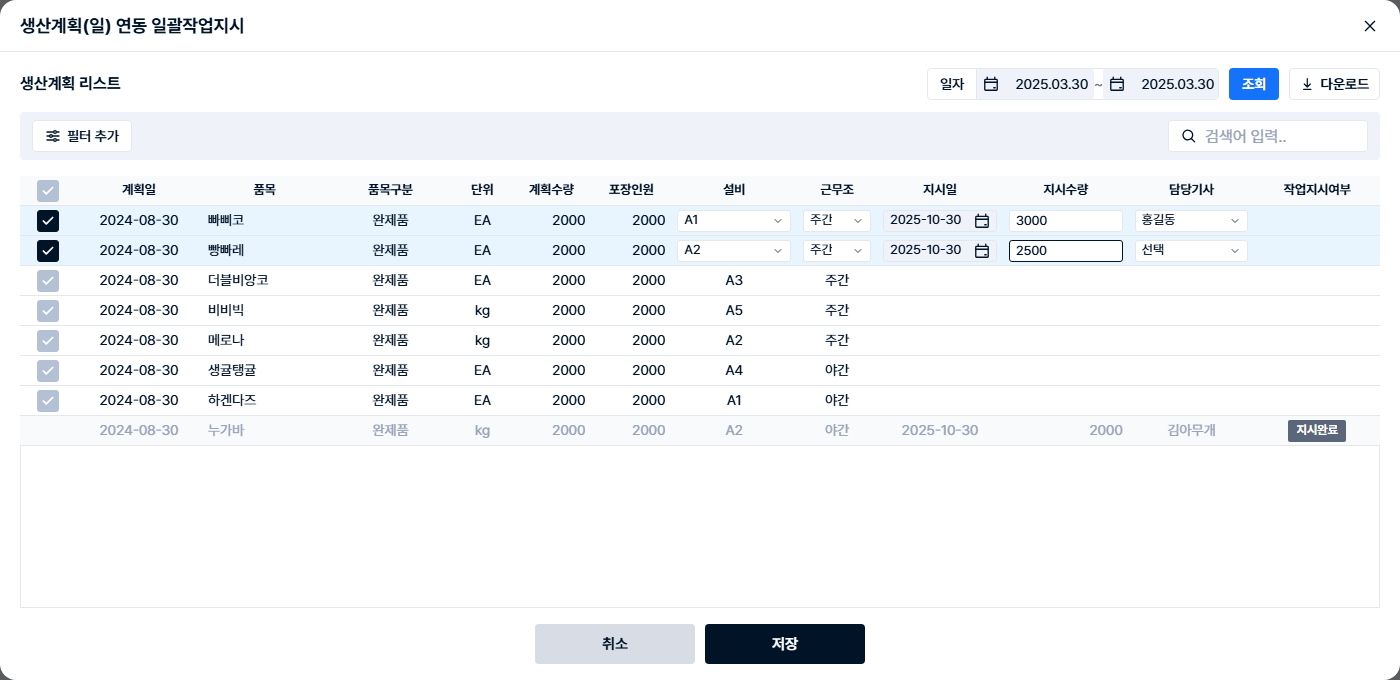 생산계획(일) 연동 일괄작업지시
생산계획 리스트
일자 2025.03.30 ~ 2025.03.30 조회 다운로드
필터 추가 검색어 입력..
계획일 품목 품목구분 단위 계획수량 포장인원 설비 근무조 지시일 지시수량 담당기사 작업지시여부
2024-08-30 빠삐코 완제품 EA 2000 2000 A1 주간 2025-10-30 3000 홍길동
2024-08-30 빵빠레 완제품 EA 2000 2000 A2 주간 2025-10-30 2500 선택
2024-08-30 더블비앙코 완제품 EA 2000 2000 A3 주간
2024-08-30 비비빅 완제품 kg 2000 2000 A5 주간
2024-08-30 메로나 완제품 kg 2000 2000 A2 주간
2024-08-30 생귤탱귤 완제품 EA 2000 2000 A4 야간
2024-08-30 하겐다즈 완제품 EA 2000 2000 A1 야간
2024-08-30 누가바 완제품 kg 2000 2000 A2 야간 2025-10-30 2000 김아무개 지시완료
취소 저장